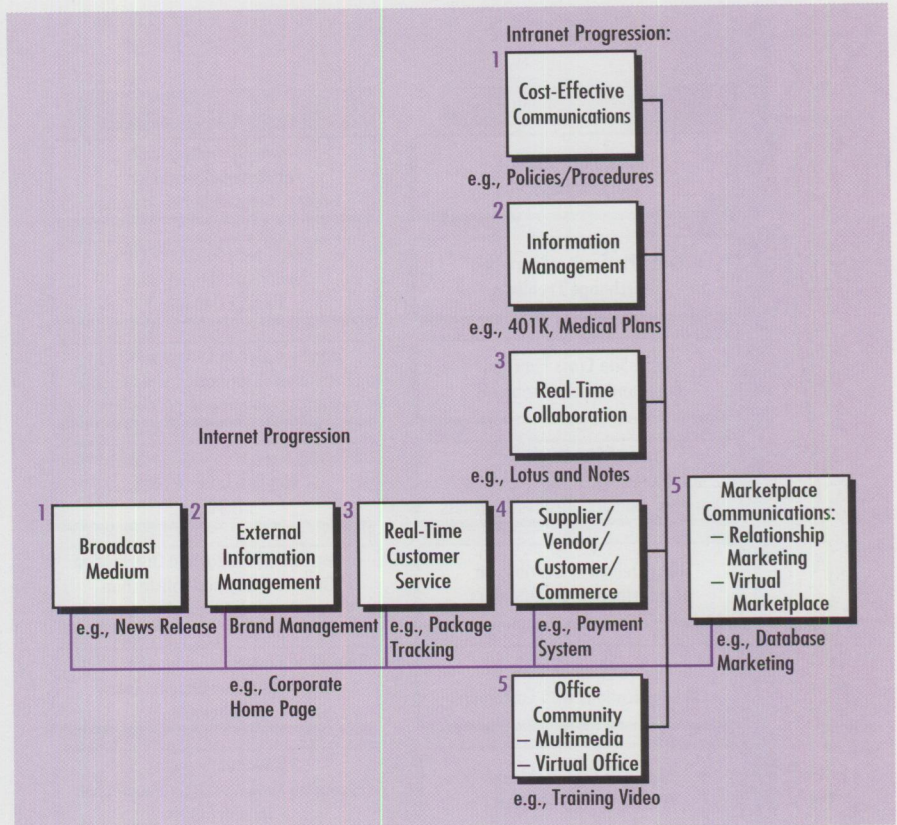 Intranet Progression:
1
Cost-Effective
Communications
e.g., Policies/Procedures
2
Information
Management
e.g., 401K, Medical Plans
3
Real-Time
Collaboration
e.g., Lotus and Notes
Internet Progression
1
Broadcast
Medium
e.g., News Release
2
External
Information
Management
Brand Management
e.g., Corporate
Home Page
3
Real-Time
Customer
Service
e.g., Package
Tracking
4
Supplier/
Vendor/
Customer/
Commerce
e.g., Payment
System
5
Marketplace
Communications:
– Relationship
Marketing
– Virtual
Marketplace
e.g., Database
Marketing
5
Office
Community
– Multimedia
– Virtual Office
e.g., Training Video